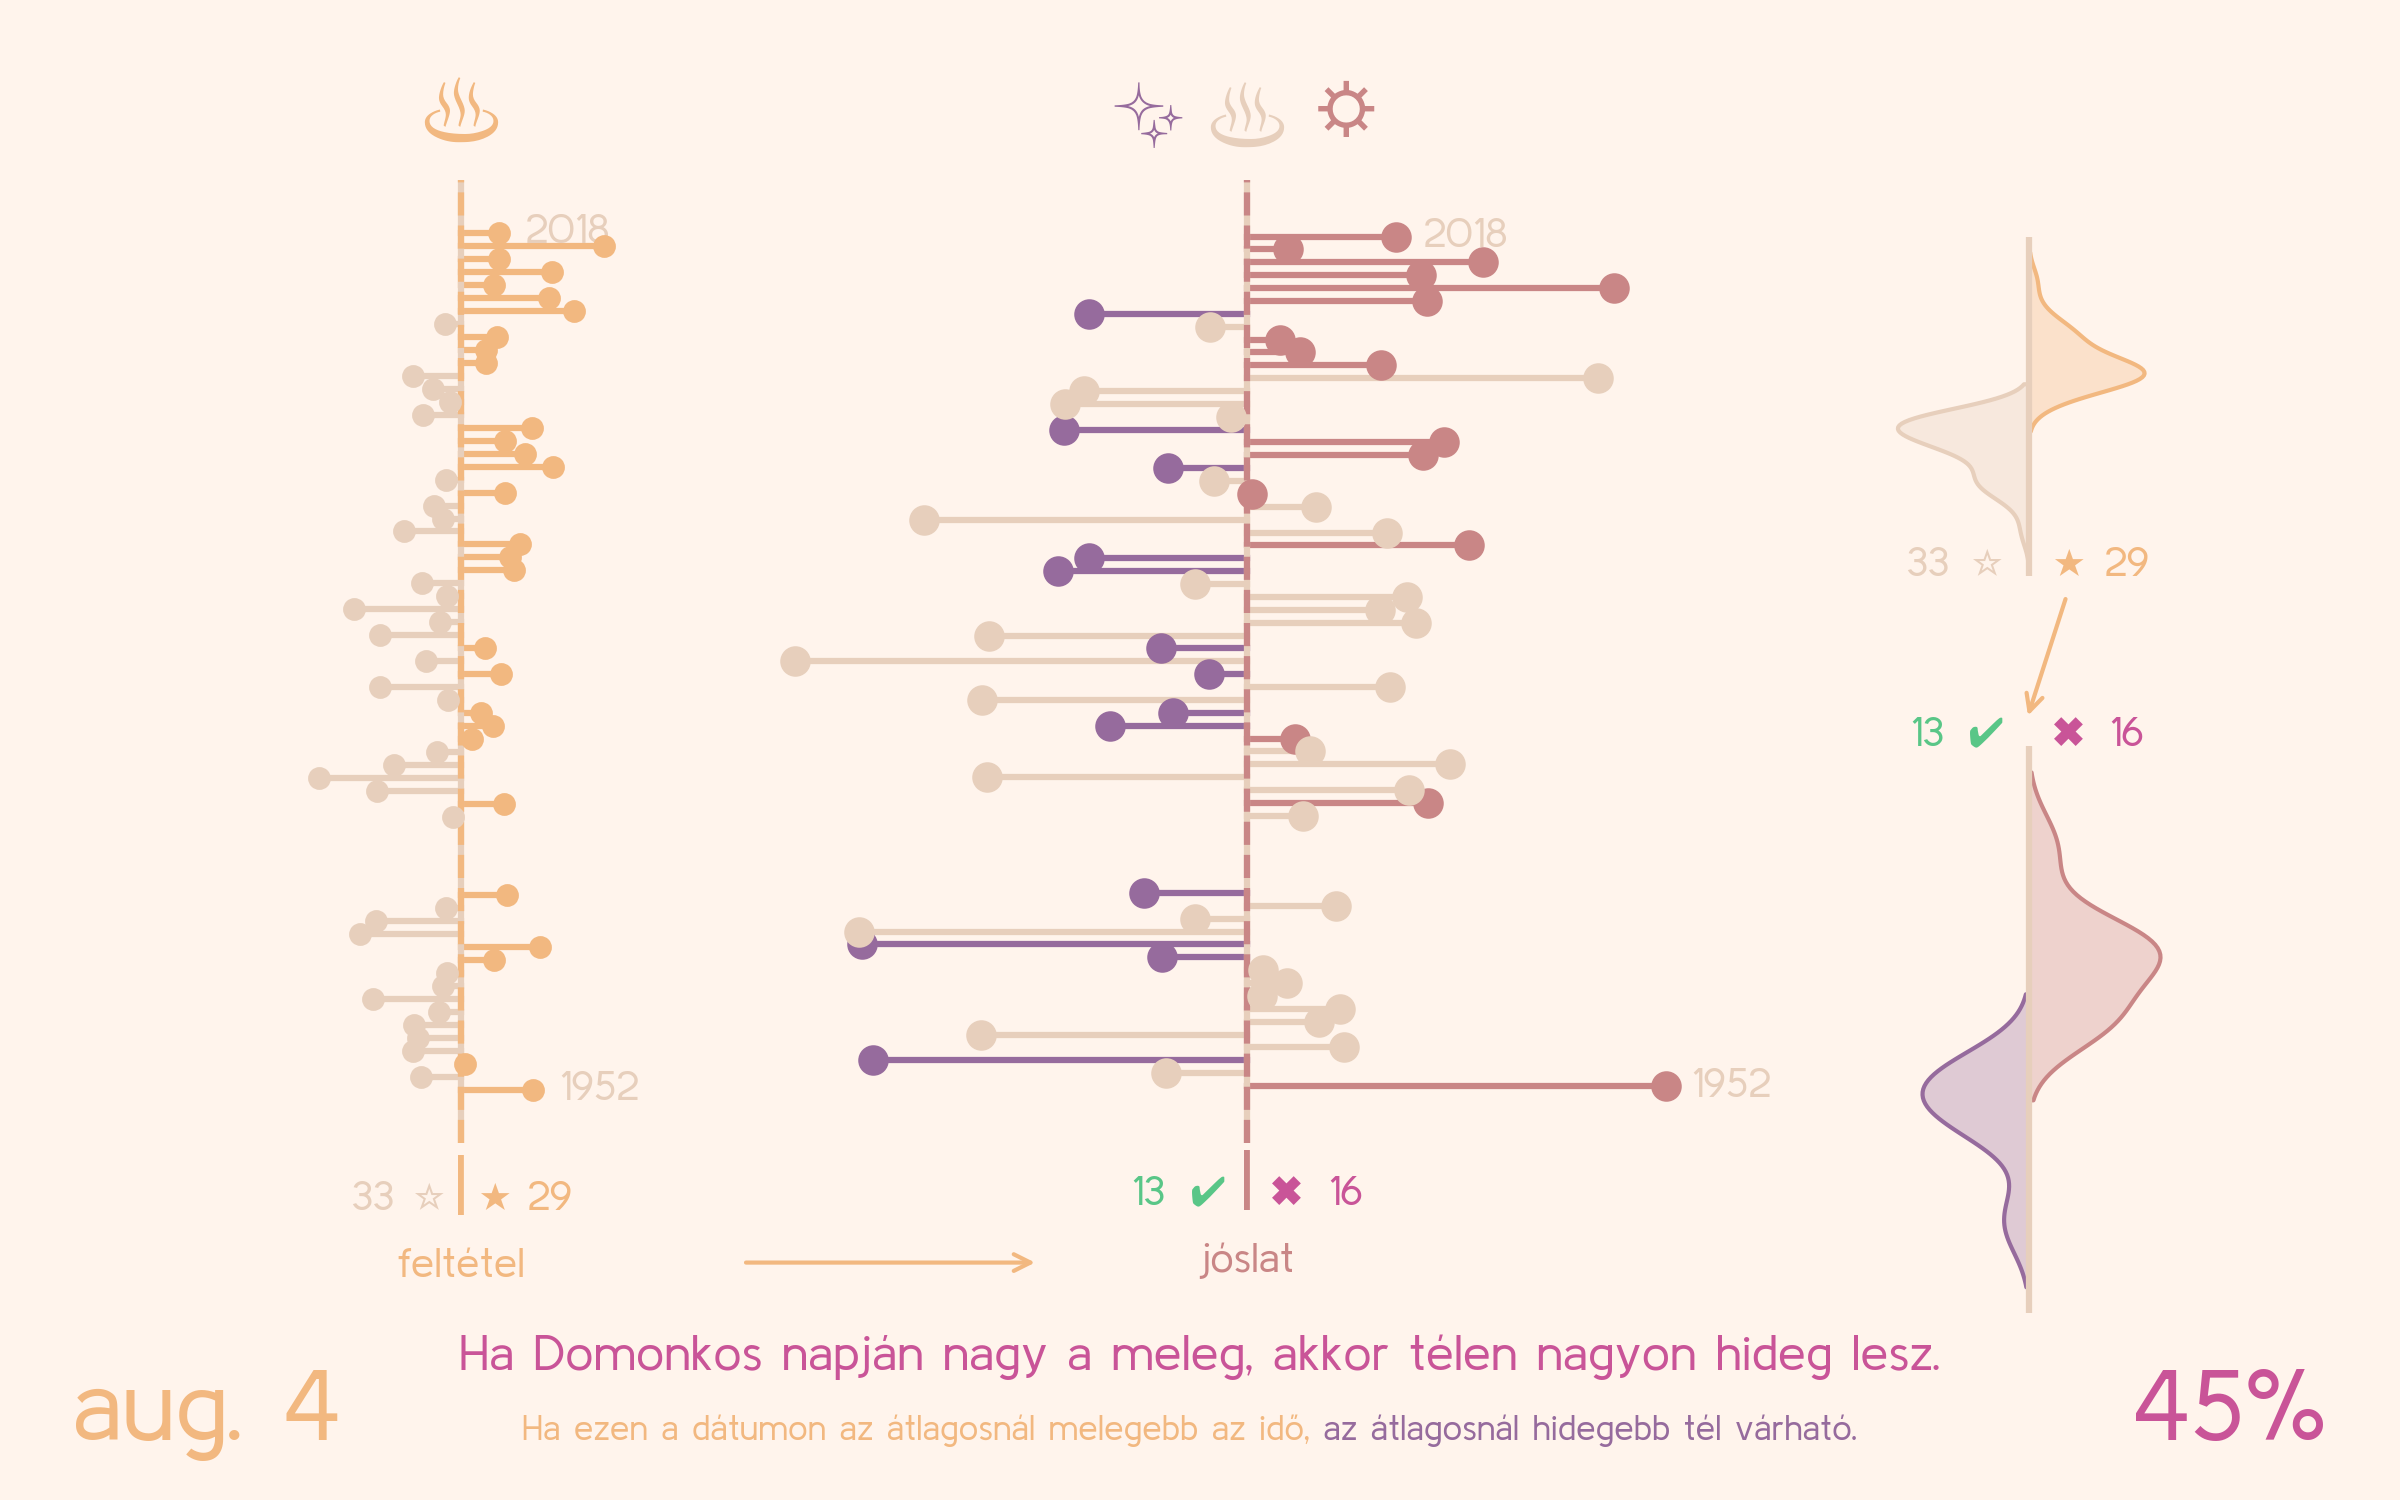 2018
2018
33 ☆ ★ 29
13 ✔ ✖ 16
1952
1952
33 ☆ ★ 29
13 ✔ ✖ 16
feltétel
jóslat
Ha Domonkos napján nagy a meleg, akkor télen nagyon hideg lesz.
aug. 4
45%
Ha ezen a dátumon az átlagosnál melegebb az idő, az átlagosnál hidegebb tél várható.